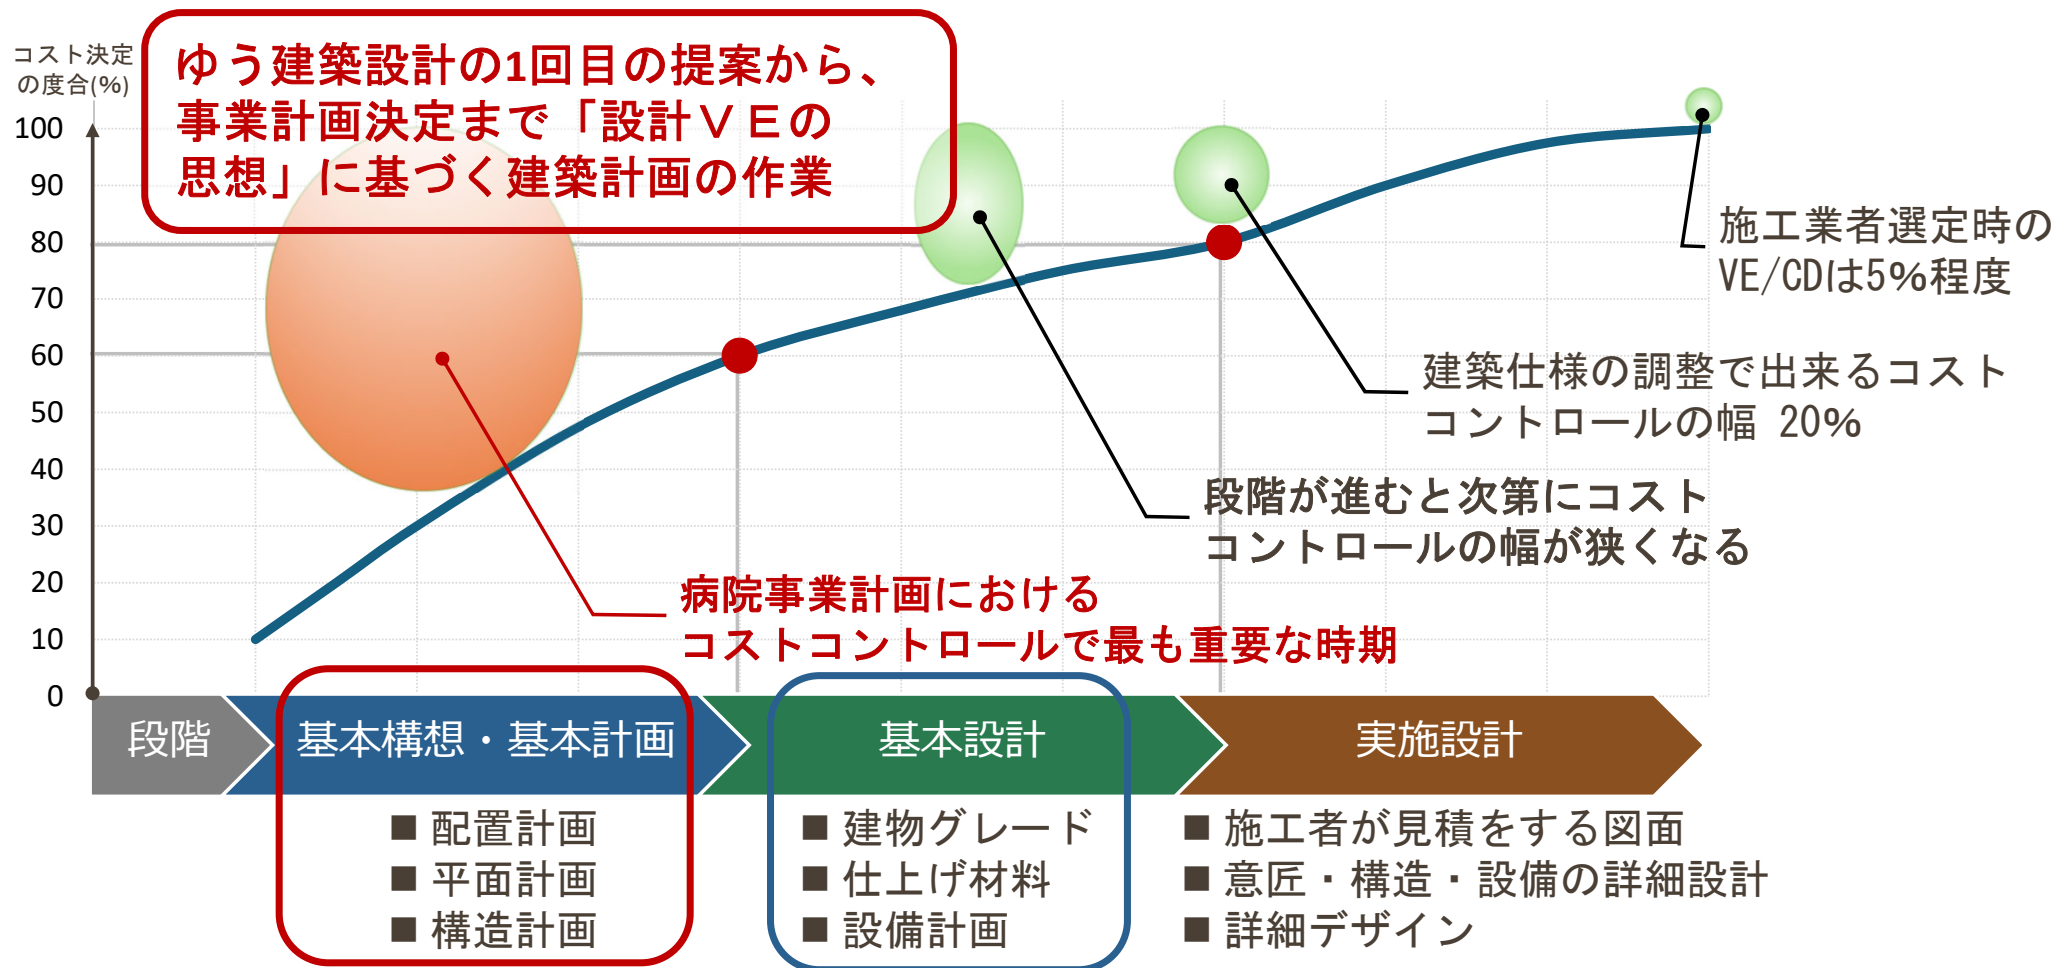 コスト決定
の度合(%)
ゆう建築設計の1回目の提案から、
事業計画決定まで「設計ＶＥの
思想」に基づく建築計画の作業
100
90
80
70
60
50
40
30
20
10
0
施工業者選定時の
VE/CDは5%程度
建築仕様の調整で出来るコスト
コントロールの幅 20%
段階が進むと次第にコスト
コントロールの幅が狭くなる
病院事業計画における
コストコントロールで最も重要な時期
段階
基本構想・基本計画
基本設計
実施設計
■ 配置計画
■ 平面計画
■ 構造計画
■ 建物グレード
■ 仕上げ材料
■ 設備計画
■ 施工者が見積をする図面
■ 意匠・構造・設備の詳細設計
■ 詳細デザイン